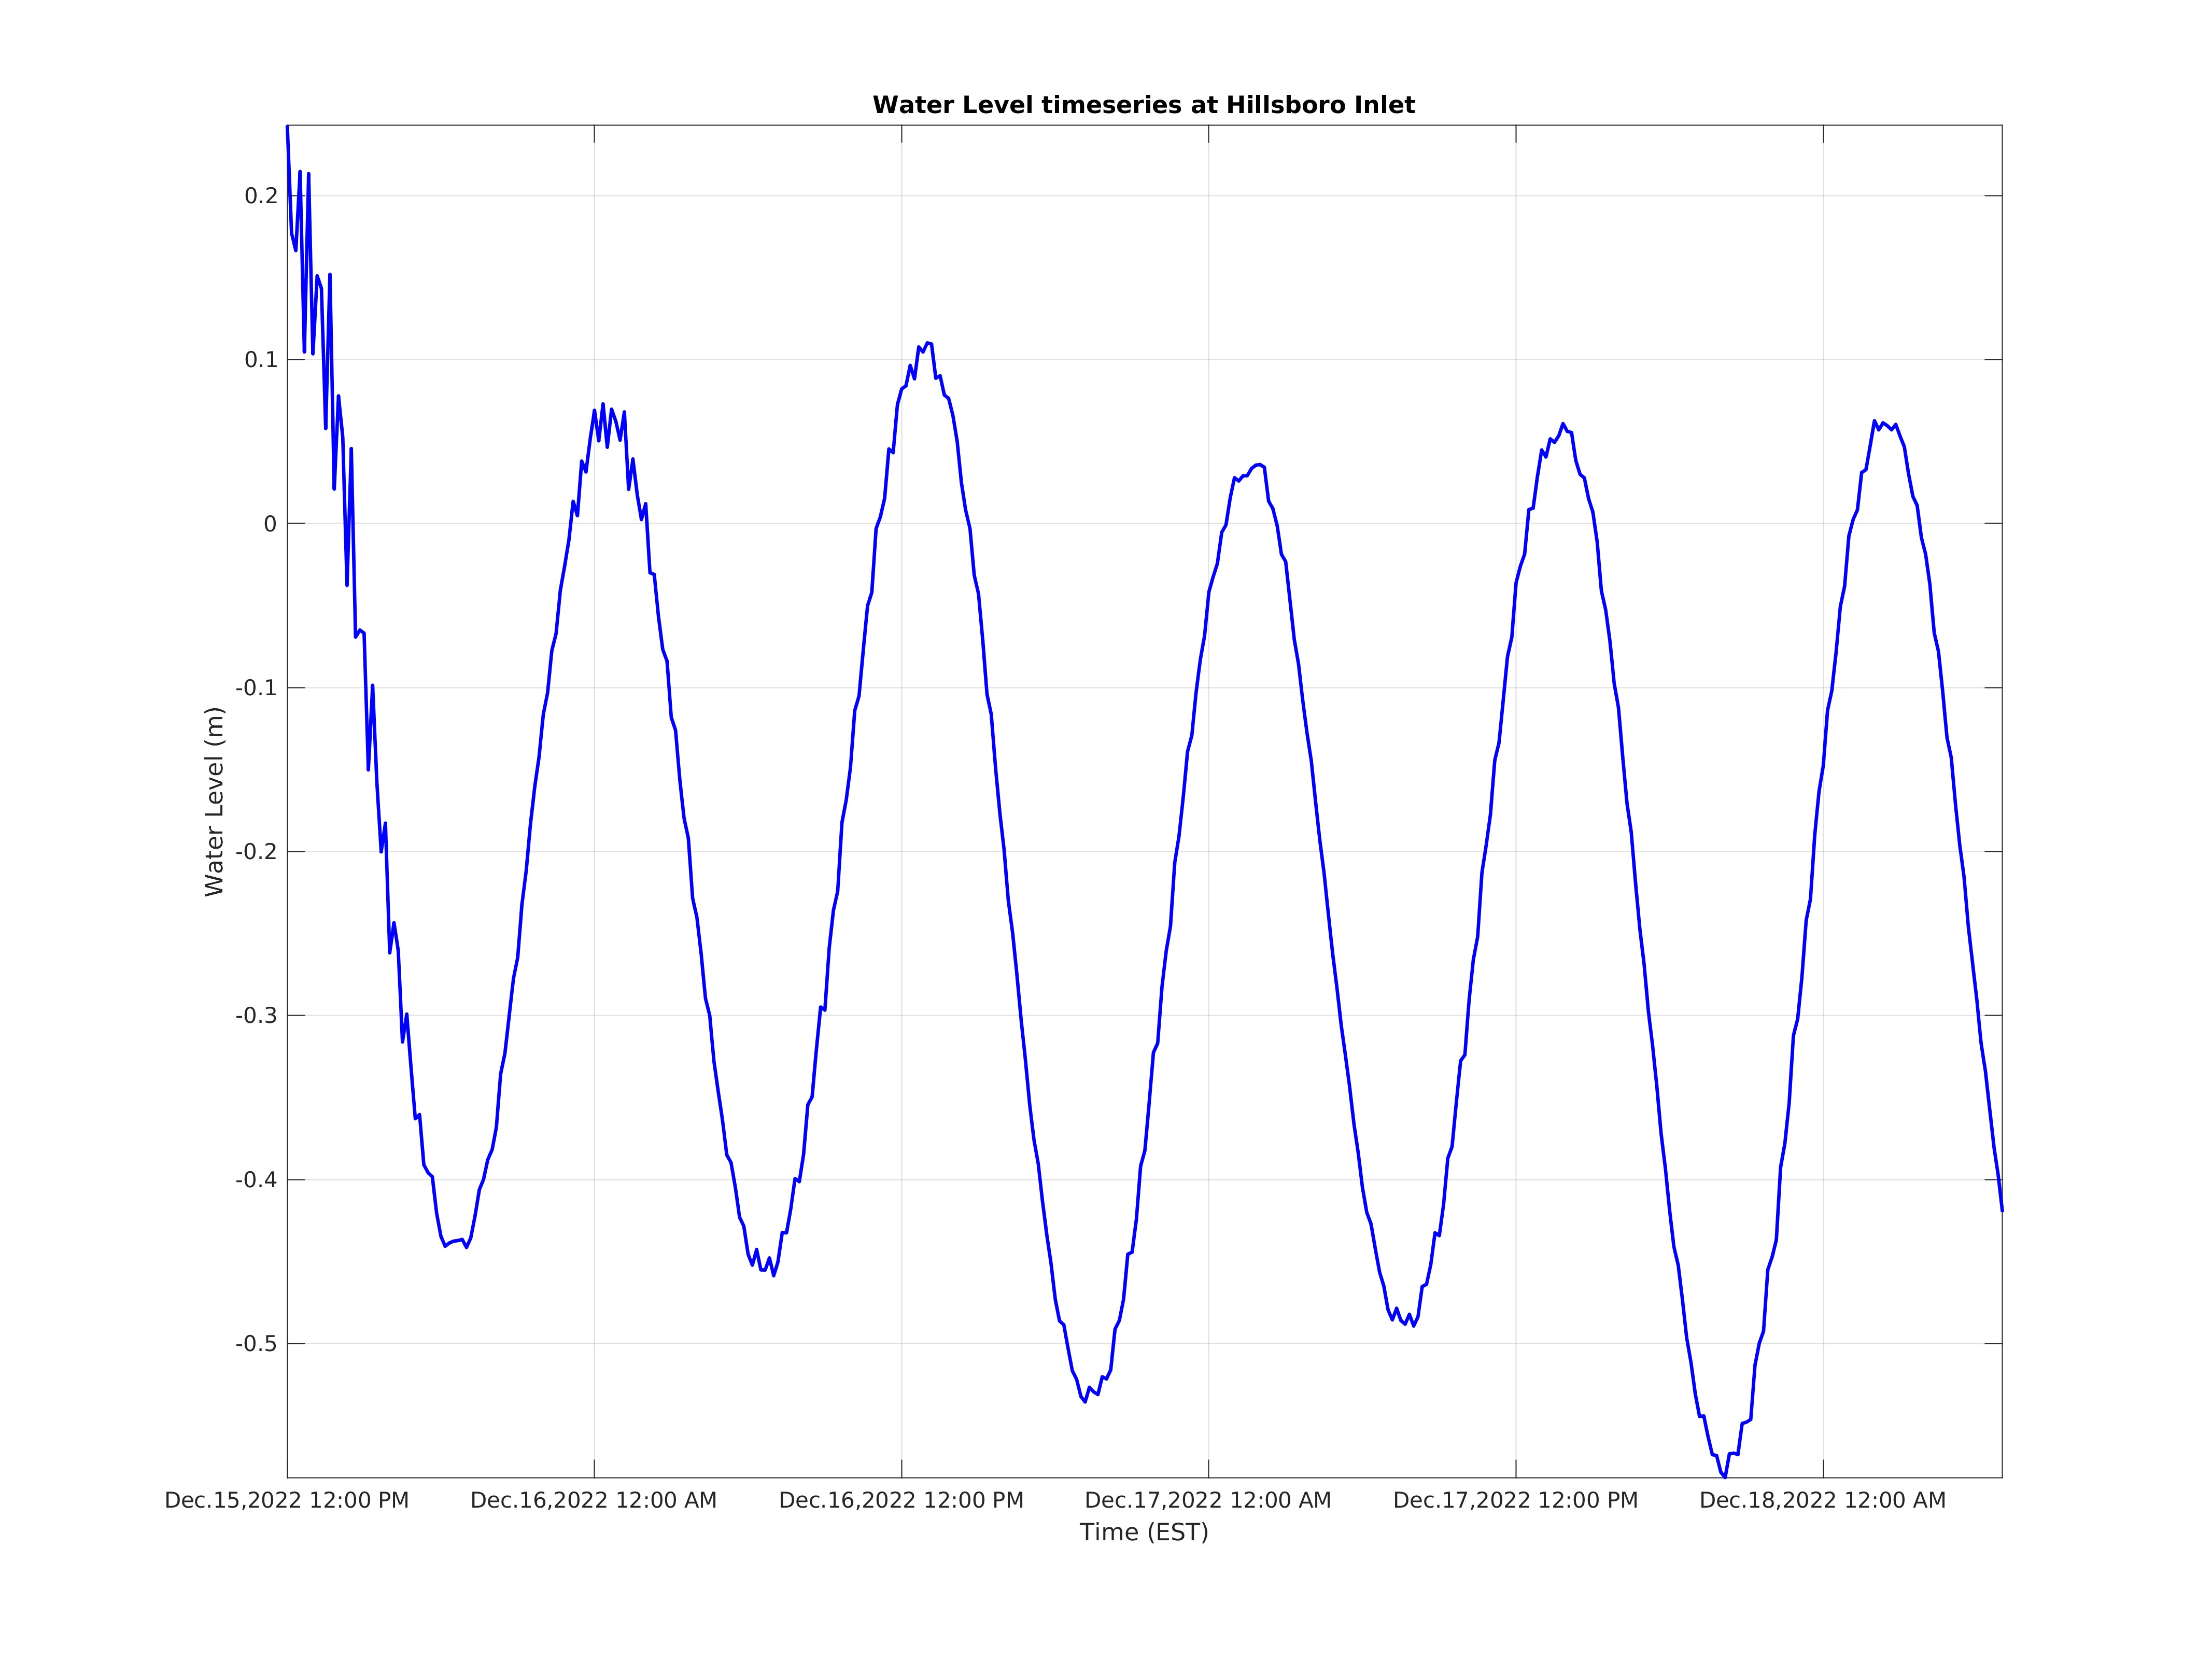 Water Level timeseries at Hillsboro Inlet
0.2
0.1
0
-0.1
-0.2
-0.3
-0.4
-0.5
Water Level (m)
Dec.15,2022 12:00 PM
Dec.16,2022 12:00 AM
Dec.16,2022 12:00 PM
Dec.17,2022 12:00 AM
Dec.17,2022 12:00 PM
Dec.18,2022 12:00 AM
Time (EST)